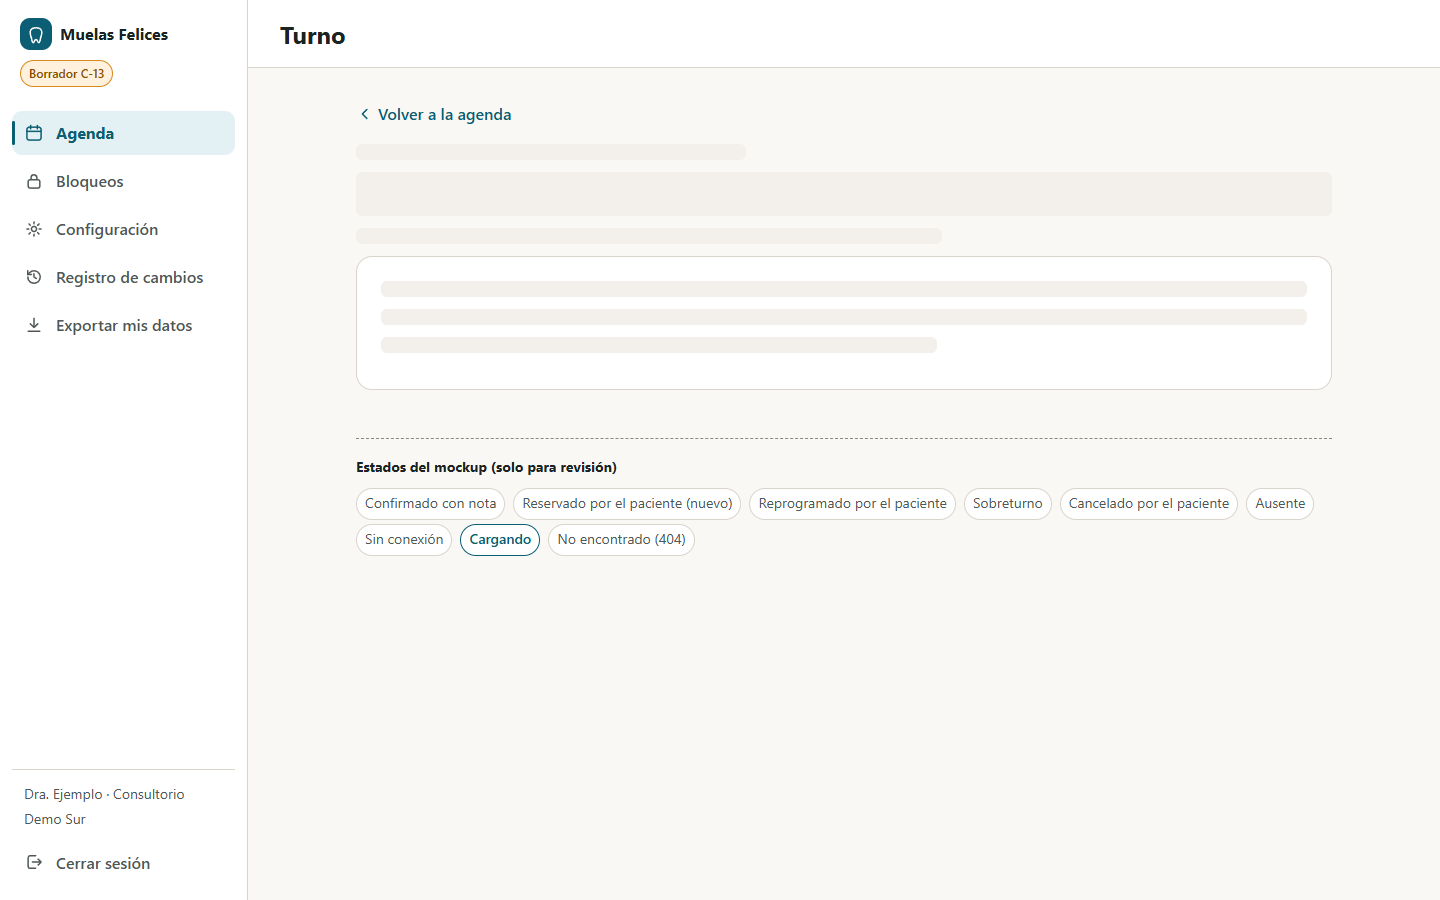 Muelas Felices
Borrador C-13
Agenda
Bloqueos
Configuración
Registro de cambios
Exportar mis datos
Dra. Ejemplo · Consultorio
Demo Sur
Cerrar sesión
Turno
Volver a la agenda
Estados del mockup (solo para revisión)
Confirmado con nota
Reservado por el paciente (nuevo)
Reprogramado por el paciente
Sobreturno
Cancelado por el paciente
Ausente
Sin conexión
Cargando
No encontrado (404)